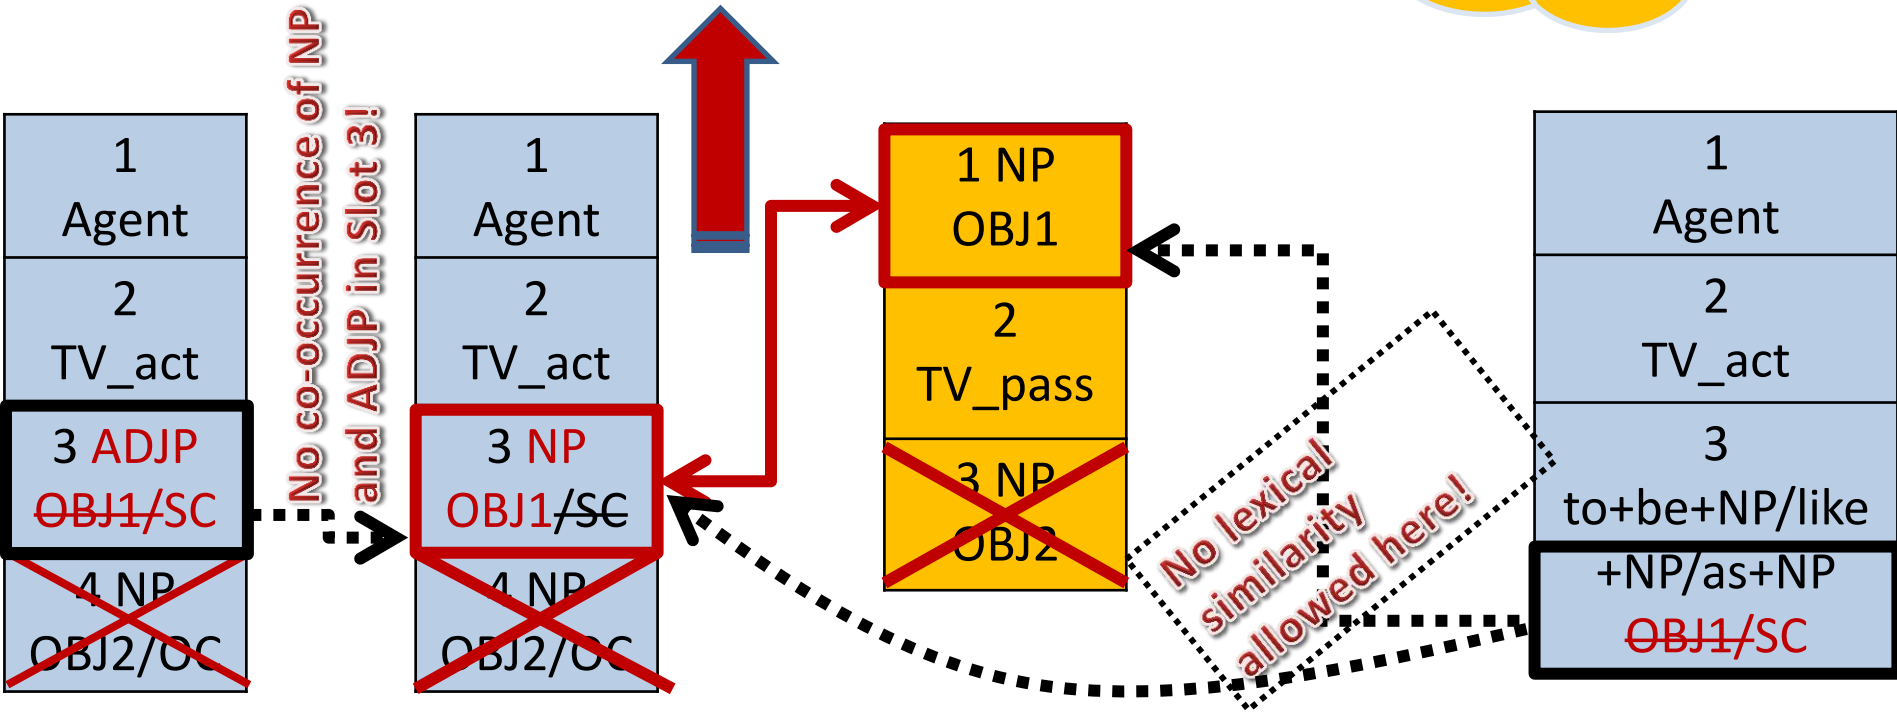 1
Agent
2
TV_act
3 ADJP
OBJ1/SC
4 NP
OBJ2/OC
No co-occurrence of NP
and ADJP in Slot 3!
1
Agent
2
TV_act
3 NP
OBJ1/SC
4 NP
OBJ2/OC
1 NP
OBJ1
2
TV_pass
3 NP
OBJ2
No lexical
similarity
allowed here!
1
Agent
2
TV_act
3
to+be+NP/like
+NP/as+NP
OBJ1/SC